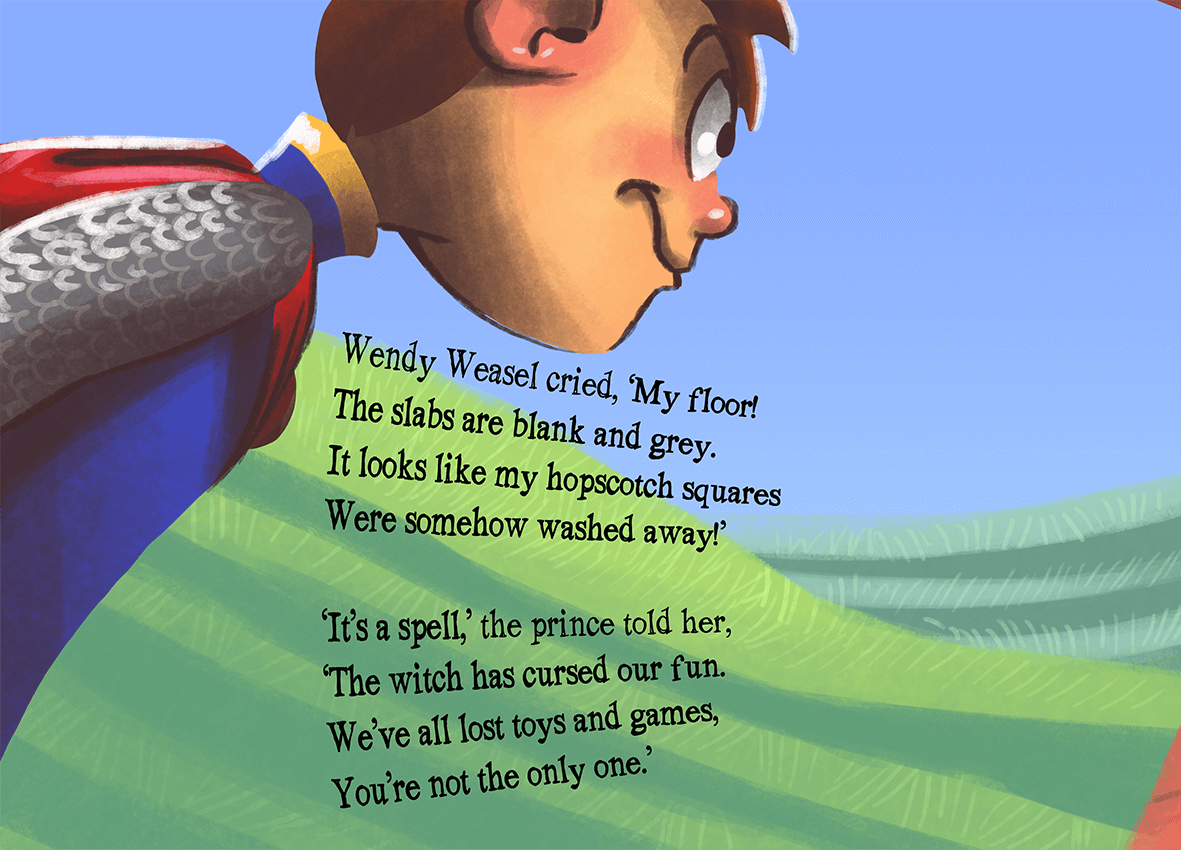 Wendy Weasel cried, ‘My floor!
The slabs are blank and grey.
It looks like my hopscotch squares
Were somehow washed away!’
‘It’s a spell,’ the prince told her,
‘The witch has cursed our fun.
We’ve all lost toys and games,
You’re not the only one.’